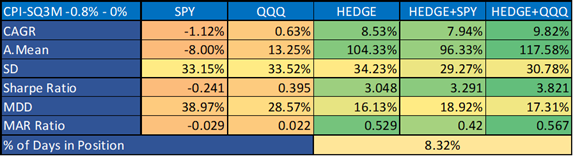 CPI-SQ3M -0.8% - 0% SPY QQQ HEDGE HEDGE+SPY HEDGE+QQQ
CAGR -1.12% 0.63% 8.53% 7.94% 9.82%
A.Mean -8.00% 13.25% 104.33% 96.33% 117.58%
SD 33.15% 33.52% 34.23% 29.27% 30.78%
Sharpe Ratio -0.241 0.395 3.048 3.291 3.821
MDD 38.97% 28.57% 16.13% 18.92% 17.31%
MAR Ratio -0.029 0.022 0.529 0.42 0.567
% of Days in Position 8.32%